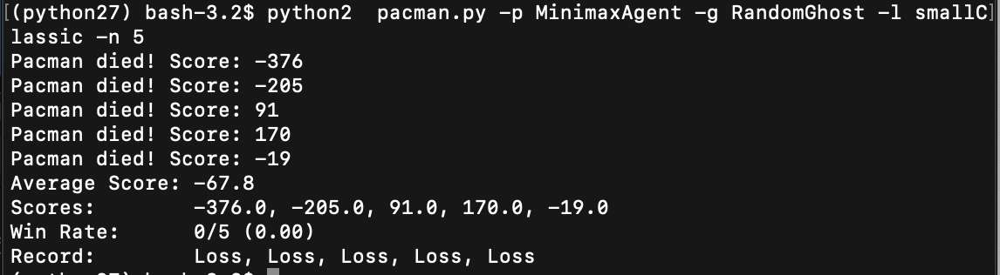 [(python27) bash-3.2$ python2  pacman.py -p MinimaxAgent -g RandomGhost -l smallC]
lassic -n 5
Pacman died! Score: -376
Pacman died! Score: -205
Pacman died! Score: 91
Pacman died! Score: 170
Pacman died! Score: -19
Average Score: -67.8
Scores:        -376.0, -205.0, 91.0, 170.0, -19.0
Win Rate:      0/5 (0.00)
Record:        Loss, Loss, Loss, Loss, Loss
(python27) bash-3.2$